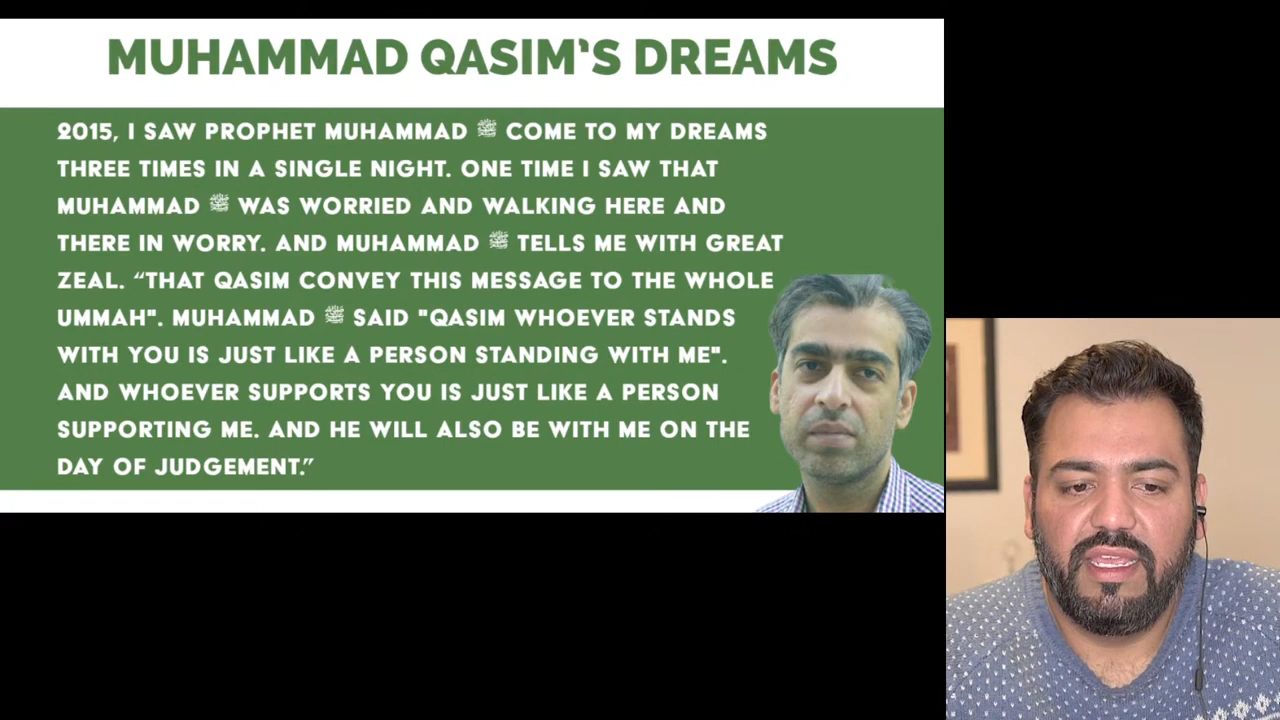 MUHAMMAD QASIM'S DREAMS
2015, I SAW PROPHET MUHAMMAD ﷺ COME TO MY DREAMS
THREE TIMES IN A SINGLE NIGHT. ONE TIME I SAW THAT
MUHAMMAD ﷺ WAS WORRIED AND WALKING HERE AND
THERE IN WORRY. AND MUHAMMAD ﷺ TELLS ME WITH GREAT
ZEAL. “THAT QASIM CONVEY THIS MESSAGE TO THE WHOLE
UMMAH". MUHAMMAD ﷺ SAID "QASIM WHOEVER STANDS
WITH YOU IS JUST LIKE A PERSON STANDING WITH ME".
AND WHOEVER SUPPORTS YOU IS JUST LIKE A PERSON
SUPPORTING ME. AND HE WILL ALSO BE WITH ME ON THE
DAY OF JUDGEMENT.”